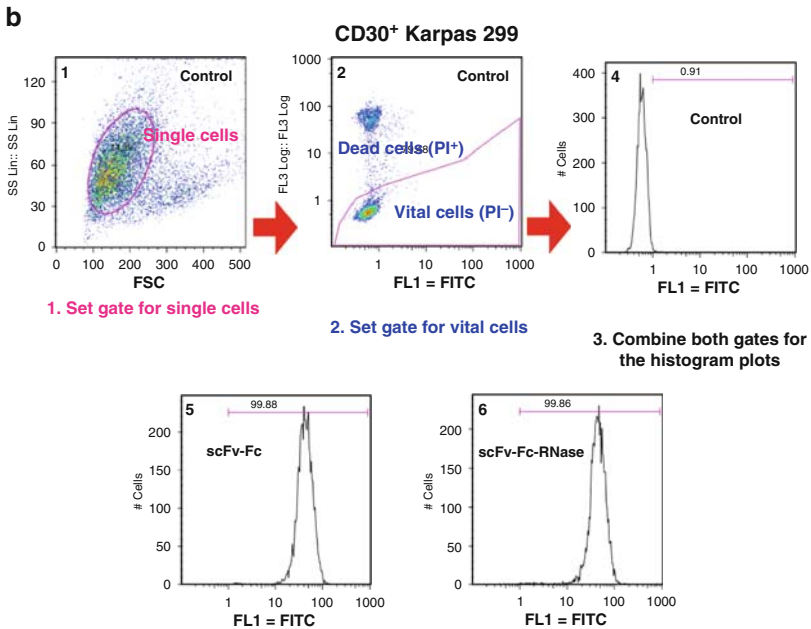 b
CD30+ Karpas 299
1
Control
Single cells
SS Lin:: SS Lin
120
90
60
30
0
0 100 200 300 400 500
FSC
1. Set gate for single cells
2
Control
Dead cells (PI+)
Vital cells (PI–)
FL3 Log:: FL3 Log
1000
100
10
1
1 10 100 1000
FL1 = FITC
2. Set gate for vital cells
4
0.91
Control
# Cells
400
300
200
100
0
1 10 100 1000
FL1 = FITC
3. Combine both gates for
the histogram plots
5
99.88
scFv-Fc
# Cells
200
150
100
50
0
1 10 100 1000
FL1 = FITC
6
99.86
scFv-Fc-RNase
# Cells
200
150
100
50
0
1 10 100 1000
FL1 = FITC